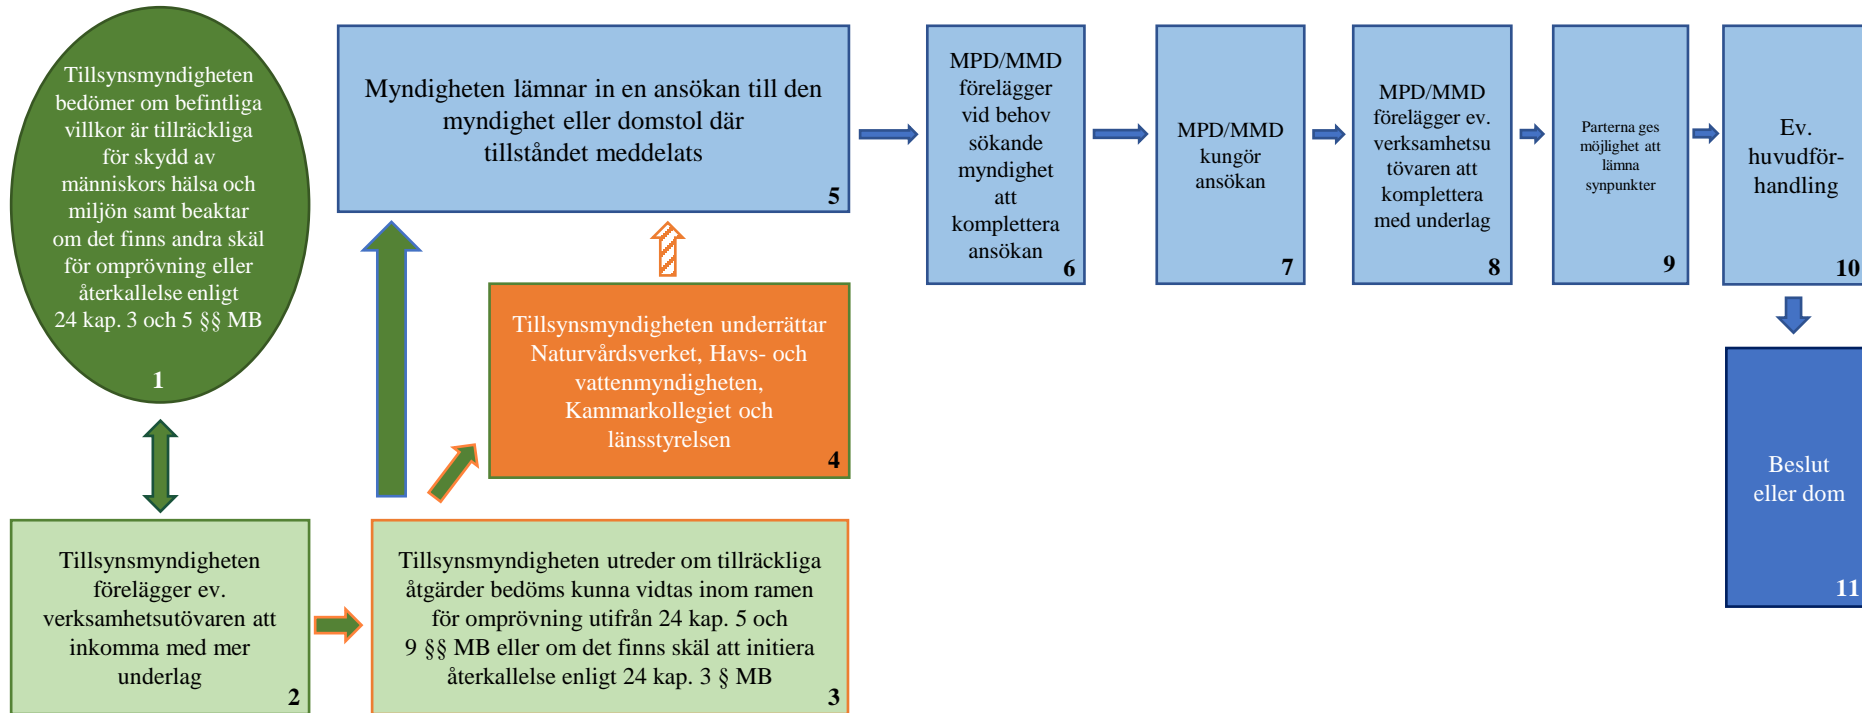 Tillsynsmyndigheten
bedömer om befintliga
villkor är tillräckliga
för skydd av
människors hälsa och
miljön samt beaktar
om det finns andra skäl
för omprövning eller
återkallelse enligt
24 kap. 3 och 5 §§ MB
1
Tillsynsmyndigheten
förelägger ev.
verksamhetsutövaren att
inkomma med mer
underlag
2
Tillsynsmyndigheten utreder om tillräckliga
åtgärder bedöms kunna vidtas inom ramen
för omprövning utifrån 24 kap. 5 och
9 §§ MB eller om det finns skäl att initiera
återkallelse enligt 24 kap. 3 § MB
3
Tillsynsmyndigheten underrättar
Naturvårdsverket, Havs- och
vattenmyndigheten,
Kammarkollegiet och
länsstyrelsen
4
Myndigheten lämnar in en ansökan till den
myndighet eller domstol där
tillståndet meddelats
5
MPD/MMD
förelägger
vid behov
sökande
myndighet
att
komplettera
ansökan
6
MPD/MMD
kungör
ansökan
7
MPD/MMD
förelägger ev.
verksamhetsu
tövaren att
komplettera
med underlag
8
Parterna ges
möjlighet att
lämna
synpunkter
9
Ev.
huvudför-
handling
10
Beslut
eller dom
11